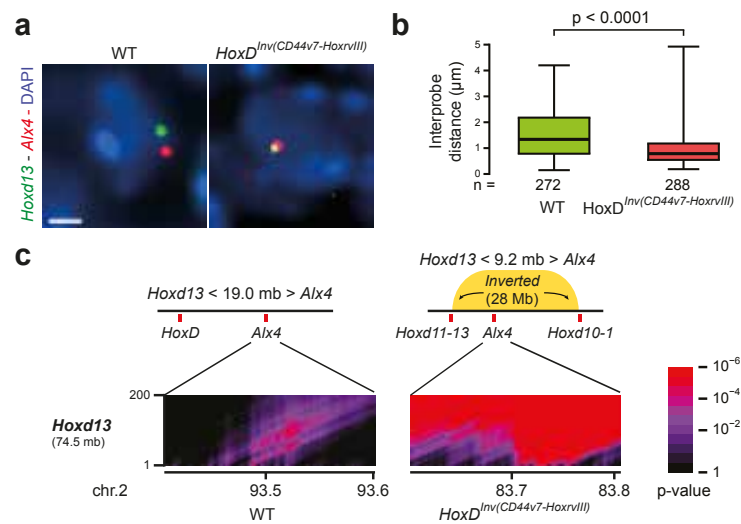 a
WT
HoxD^Inv(CD44v7-HoxrvIII)
Hoxd13 - Alx4 - DAPI
b
p < 0.0001
Interprobe
distance (μm)
5
4
3
2
1
0
n =
272
288
WT
HoxD^Inv(CD44v7-HoxrvIII)
c
Hoxd13 < 19.0 mb > Alx4
HoxD
Alx4
Hoxd13 < 9.2 mb > Alx4
Inverted
(28 Mb)
Hoxd11-13
Alx4
Hoxd10-1
Hoxd13
(74.5 mb)
200
1
chr.2
93.5
93.6
WT
83.7
83.8
HoxD^Inv(CD44v7-HoxrvIII)
10^−6
10^−4
10^−2
1
p-value